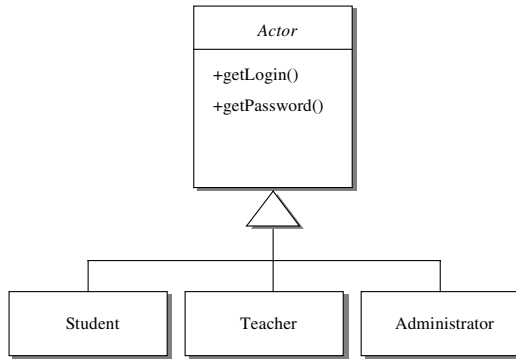 Actor
+getLogin()
+getPassword()
Student
Teacher
Administrator